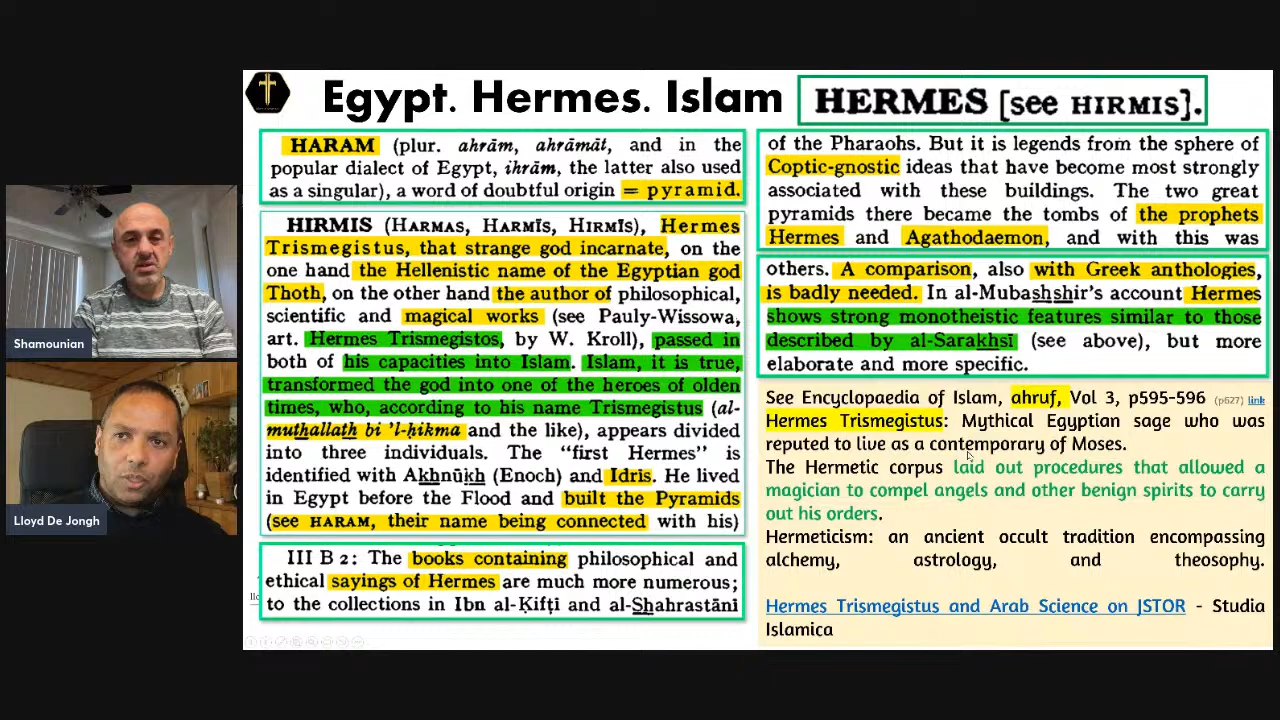 Egypt. Hermes. Islam
HERMES [see HIRMIS].
HARAM (plur. ahrām, ahrāmāt, and in the
popular dialect of Egypt, ihrām, the latter also used
as a singular), a word of doubtful origin = pyramid.
HIRMIS (HARMAS, HARMĪS, HIRMĪS), Hermes
Trismegistus, that strange god incarnate, on the
one hand the Hellenistic name of the Egyptian god
Thoth, on the other hand the author of philosophical,
scientific and magical works (see Pauly-Wissowa,
art. Hermes Trismegistos, by W. Kroll), passed in
both of his capacities into Islam. Islam, it is true,
transformed the god into one of the heroes of olden
times, who, according to his name Trismegistus (al-
muthallath bi 'l-ḥikma and the like), appears divided
into three individuals. The "first Hermes" is
identified with Akhnūkh (Enoch) and Idrīs. He lived
in Egypt before the Flood and built the Pyramids
(see HARAM, their name being connected with his)
III B 2: The books containing philosophical and
ethical sayings of Hermes are much more numerous;
to the collections in Ibn al-Ḳifṭi and al-Shahrastāni
of the Pharaohs. But it is legends from the sphere of
Coptic-gnostic ideas that have become most strongly
associated with these buildings. The two great
pyramids there became the tombs of the prophets
Hermes and Agathodaemon, and with this was
others. A comparison, also with Greek anthologies,
is badly needed. In al-Mubashshir's account Hermes
shows strong monotheistic features similar to those
described by al-Sarakhsī (see above), but more
elaborate and more specific.
See Encyclopaedia of Islam, ahruf, Vol 3, p595-596 (p627) link
Hermes Trismegistus: Mythical Egyptian sage who was
reputed to live as a contemporary of Moses.
The Hermetic corpus laid out procedures that allowed a
magician to compel angels and other benign spirits to carry
out his orders.
Hermeticism: an ancient occult tradition encompassing
alchemy, astrology, and theosophy.
Hermes Trismegistus and Arab Science on JSTOR - Studia
Islamica
Shamounian
Lloyd De Jongh